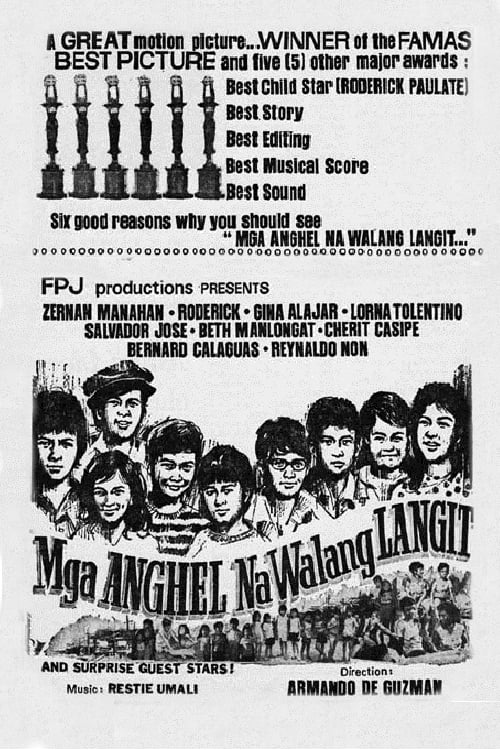 A GREAT motion picture...WINNER of the FAMAS
BEST PICTURE and five (5) other major awards :
Best Child Star (RODERICK PAULATE)
Best Story
Best Editing
Best Musical Score
Best Sound
Six good reasons why you should see
"MGA ANGHEL NA WALANG LANGIT..."
FPJ productions PRESENTS
ZERNAN MANAHAN • RODERICK • GINA ALAJAR • LORNA TOLENTINO
SALVADOR JOSE • BETH MANLONGAT • CHERIT CASIPE
BERNARD CALAGUAS • REYNALDO NON
Mga ANGHEL Na Walang LANGIT
AND SURPRISE GUEST STARS!
Music: RESTIE UMALI
Direction:
ARMANDO DE GUZMAN